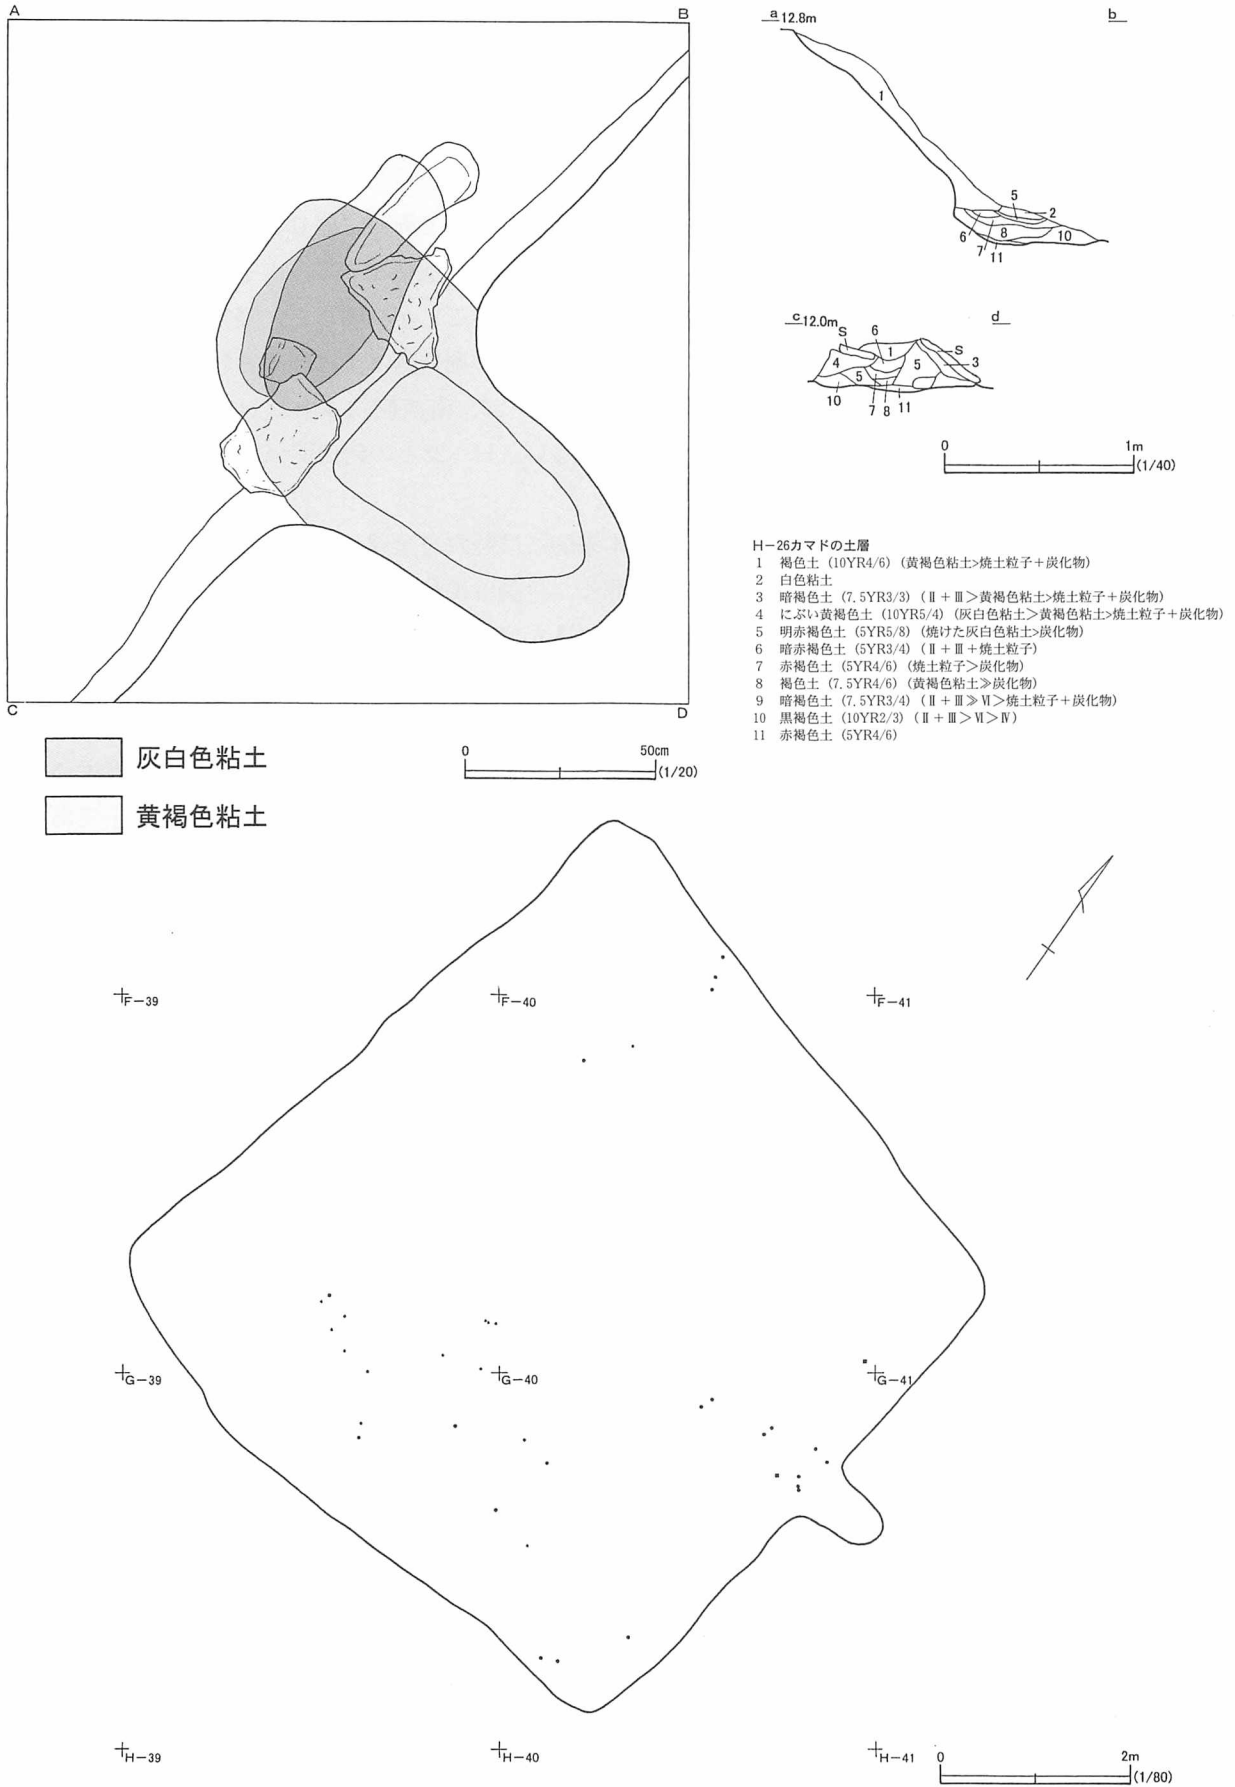 A
B
C
D
a 12.8m
b
1
5
2
6
8
10
7
11
c 12.0m
d
S
6
1
S
4
5
5
3
10
7
8
11
0
1m
(1/40)
H-26カマドの土層
1 褐色土 (10YR4/6) (黄褐色粘土>焼土粒子+炭化物)
2 白色粘土
3 暗褐色土 (7.5YR3/3) (Ⅱ+Ⅲ>黄褐色粘土>焼土粒子+炭化物)
4 にぶい黄褐色土 (10YR5/4) (灰白色粘土>黄褐色粘土>焼土粒子+炭化物)
5 明赤褐色土 (5YR5/8) (焼けた灰白色粘土>炭化物)
6 暗赤褐色土 (5YR3/4) (Ⅱ+Ⅲ+焼土粒子)
7 赤褐色土 (5YR4/6) (焼土粒子>炭化物)
8 褐色土 (7.5YR4/6) (黄褐色粘土≫炭化物)
9 暗褐色土 (7.5YR3/4) (Ⅱ+Ⅲ≫Ⅵ>焼土粒子+炭化物)
10 黒褐色土 (10YR2/3) (Ⅱ+Ⅲ>Ⅵ>Ⅳ)
11 赤褐色土 (5YR4/6)
灰白色粘土
黄褐色粘土
0
50cm
(1/20)
F-39
F-40
F-41
G-39
G-40
G-41
H-39
H-40
H-41
0
2m
(1/80)